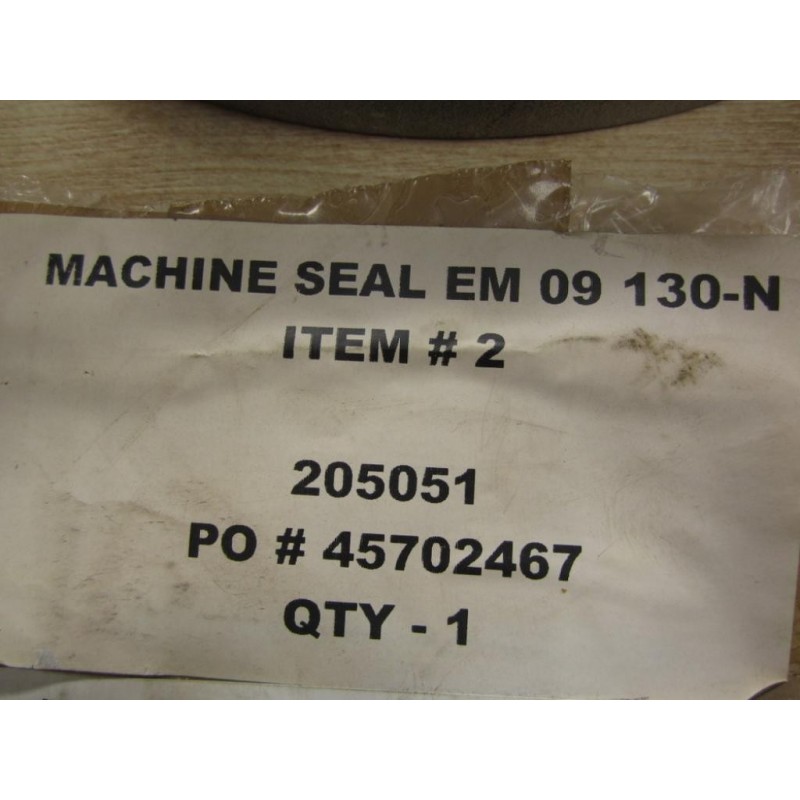 MACHINE SEAL EM 09 130-N
ITEM # 2
205051
PO # 45702467
QTY - 1